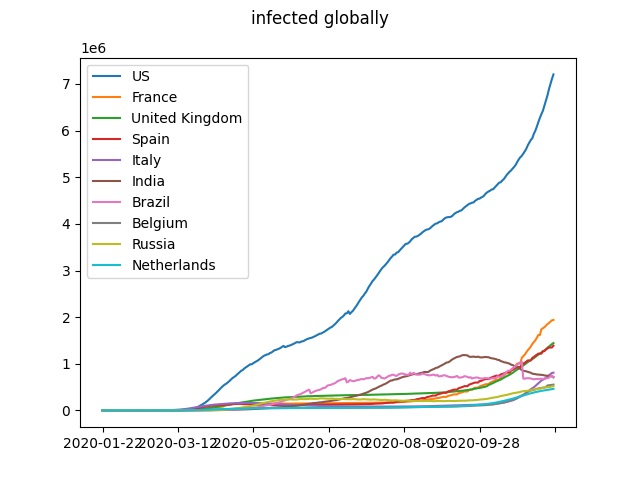 infected globally
1e6
7
6
5
4
3
2
1
0
US
France
United Kingdom
Spain
Italy
India
Brazil
Belgium
Russia
Netherlands
2020-01-22 2020-03-12 2020-05-01 2020-06-20 2020-08-09 2020-09-28